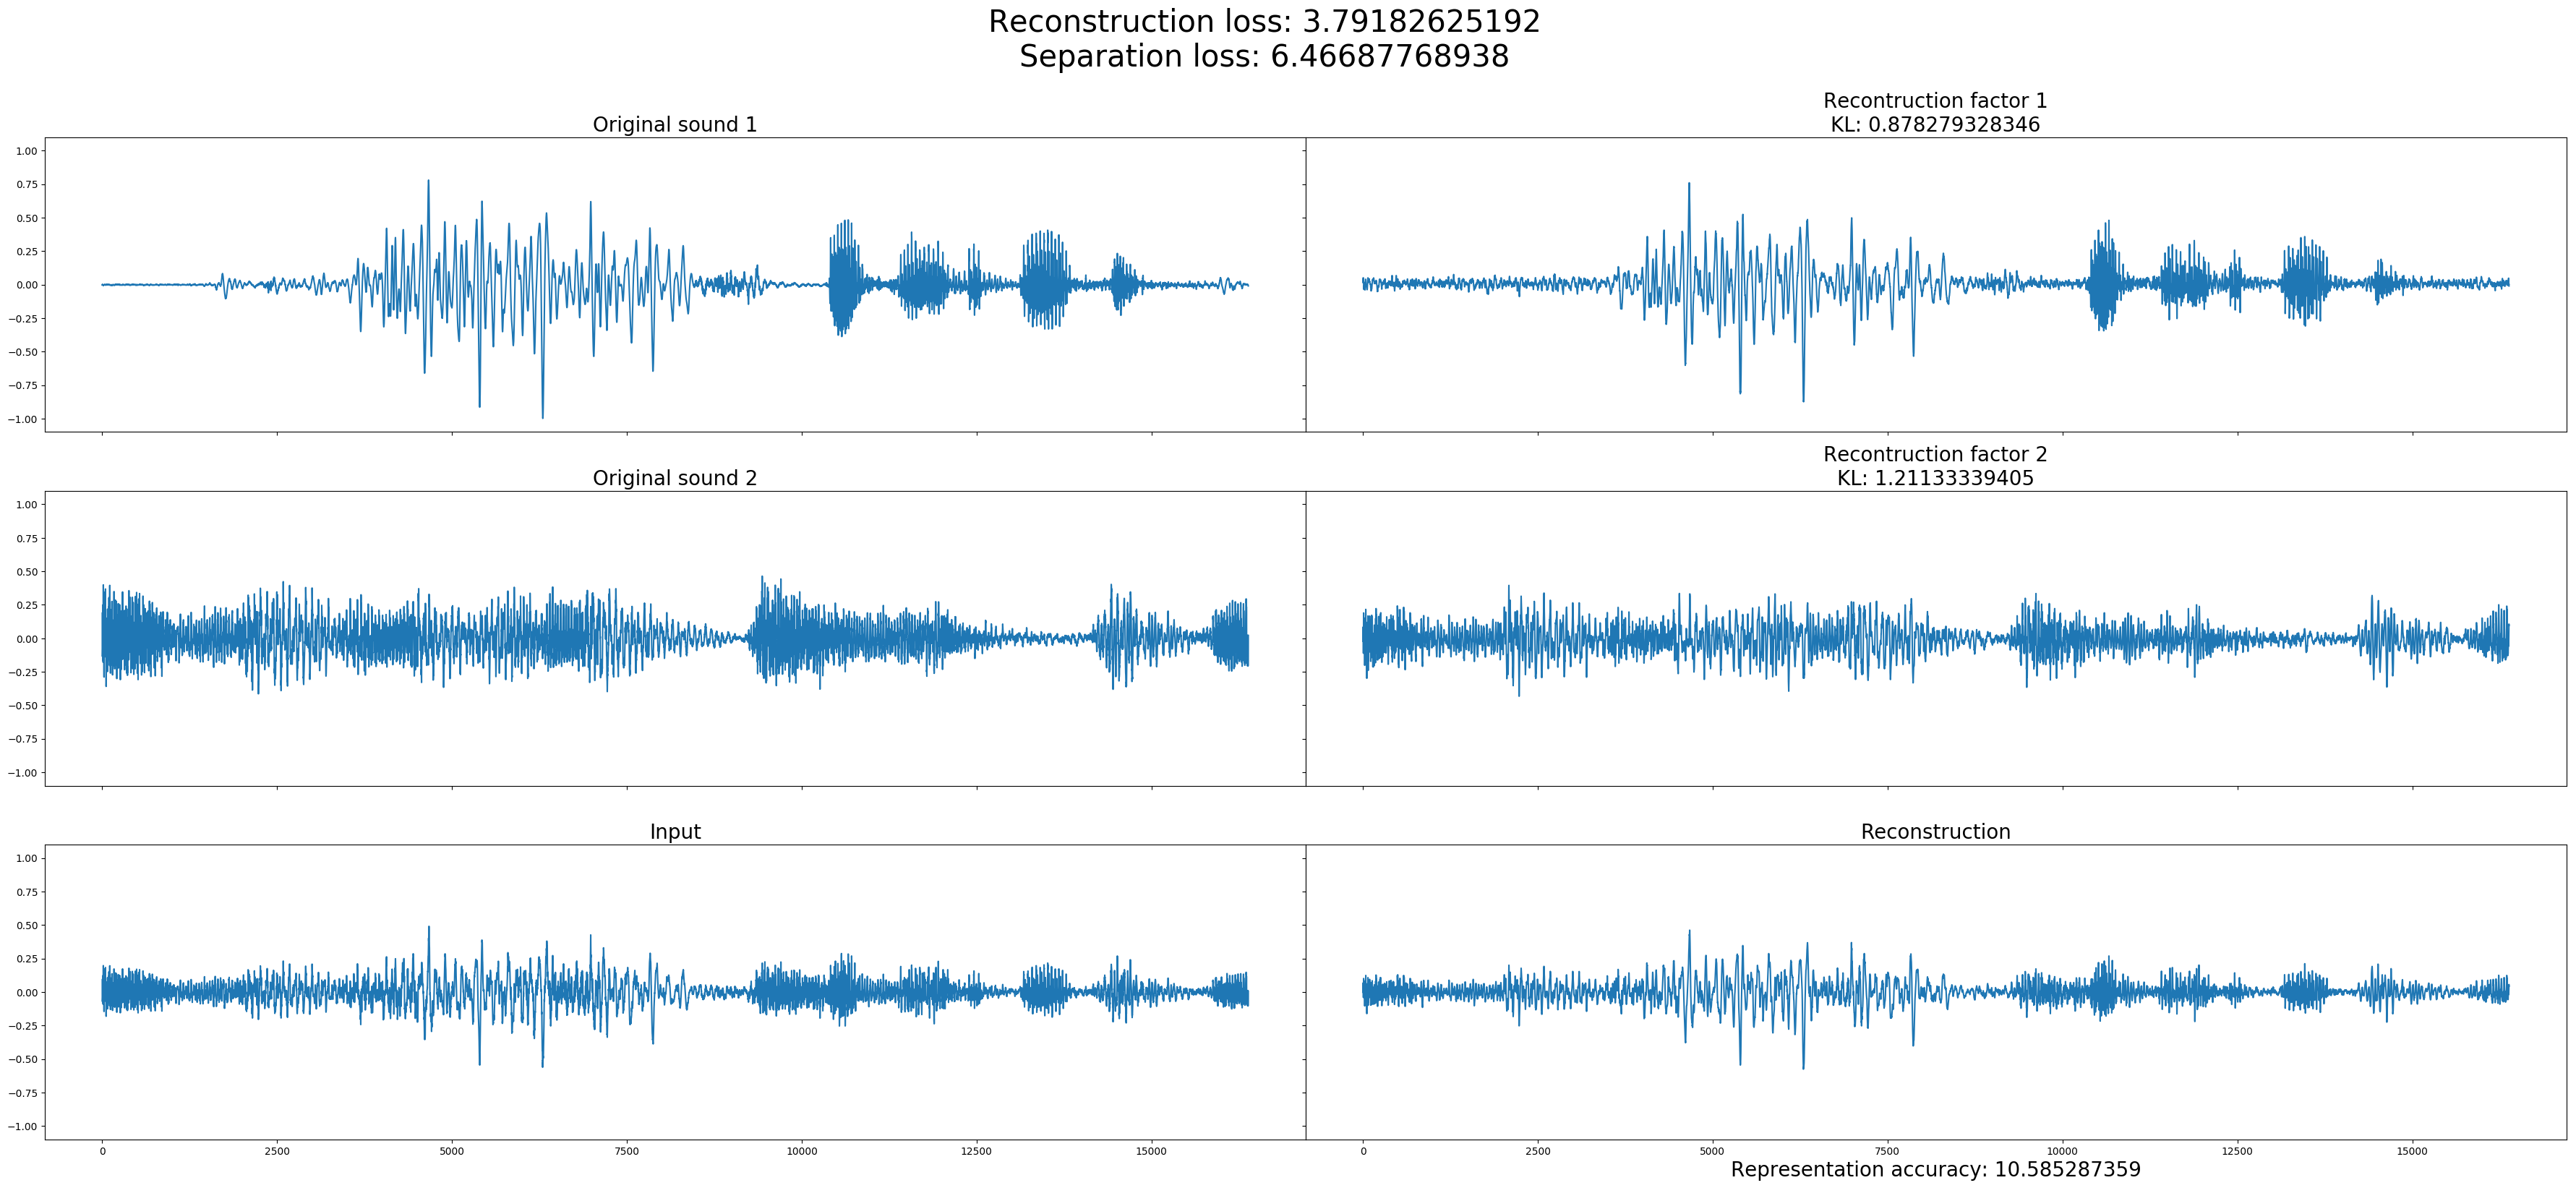 Reconstruction loss: 3.79182625192
Separation loss: 6.46687768938
Original sound 1
Recontruction factor 1
KL: 0.878279328346
1.00
0.75
0.50
0.25
0.00
−0.25
−0.50
−0.75
−1.00
Original sound 2
Recontruction factor 2
KL: 1.21133339405
1.00
0.75
0.50
0.25
0.00
−0.25
−0.50
−0.75
−1.00
Input
Reconstruction
1.00
0.75
0.50
0.25
0.00
−0.25
−0.50
−0.75
−1.00
0 2500 5000 7500 10000 12500 15000
0 2500 5000 7500 10000 12500 15000
Representation accuracy: 10.585287359